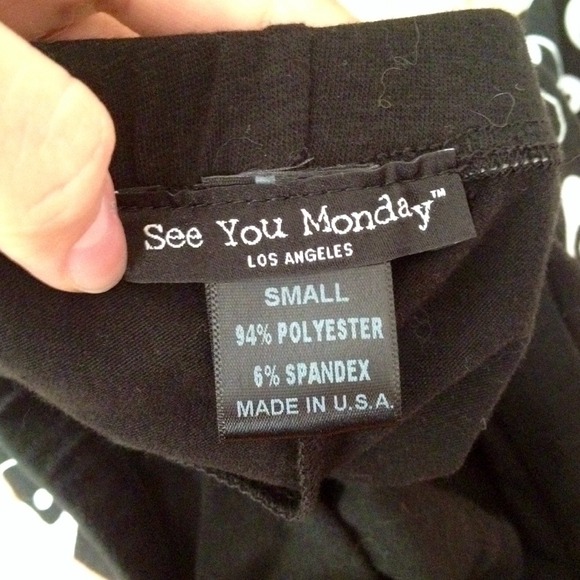 See You Monday™
LOS ANGELES
SMALL
94% POLYESTER
6% SPANDEX
MADE IN U.S.A.